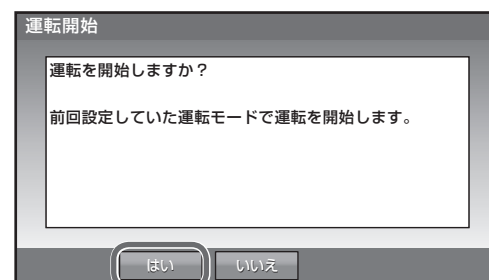 運転開始
運転を開始しますか？
前回設定していた運転モードで運転を開始します。
はい
いいえ